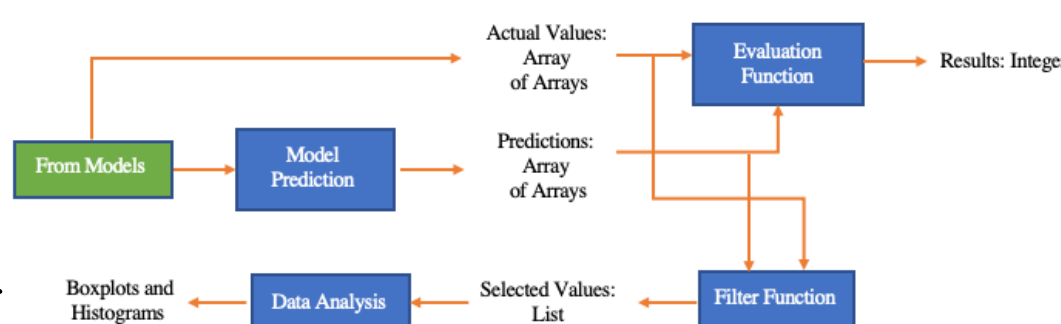 Actual Values:
Array
of Arrays
Evaluation
Function
Results: Intege
From Models
Model
Prediction
Predictions:
Array
of Arrays
Boxplots and
Histograms
Data Analysis
Selected Values:
List
Filter Function